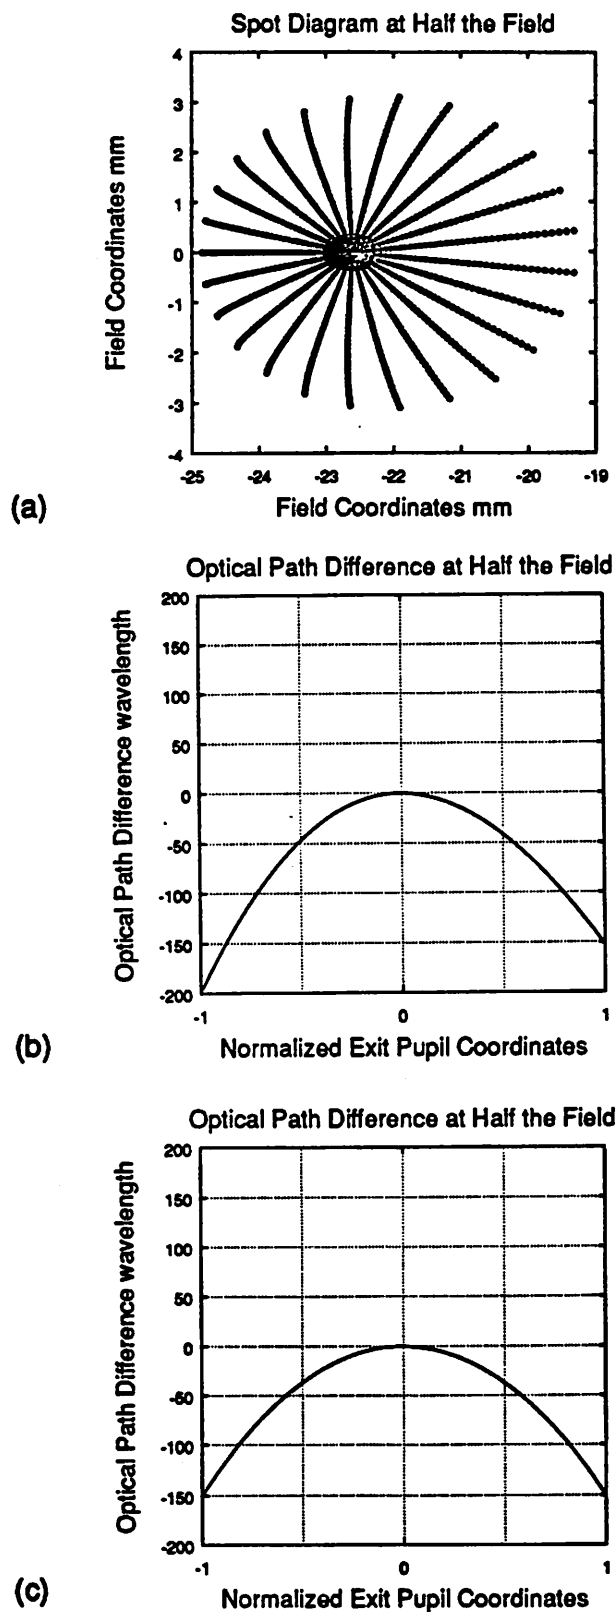 Spot Diagram at Half the Field
4
3
2
1
0
-1
-2
-3
-4
Field Coordinates mm
-25 -24 -23 -22 -21 -20 -19
Field Coordinates mm
(a)
Optical Path Difference at Half the Field
200
150
100
50
0
-50
-100
-150
-200
Optical Path Difference wavelength
-1 0 1
Normalized Exit Pupil Coordinates
(b)
Optical Path Difference at Half the Field
200
150
100
50
0
-50
-100
-150
-200
Optical Path Difference wavelength
-1 0 1
Normalized Exit Pupil Coordinates
(c)